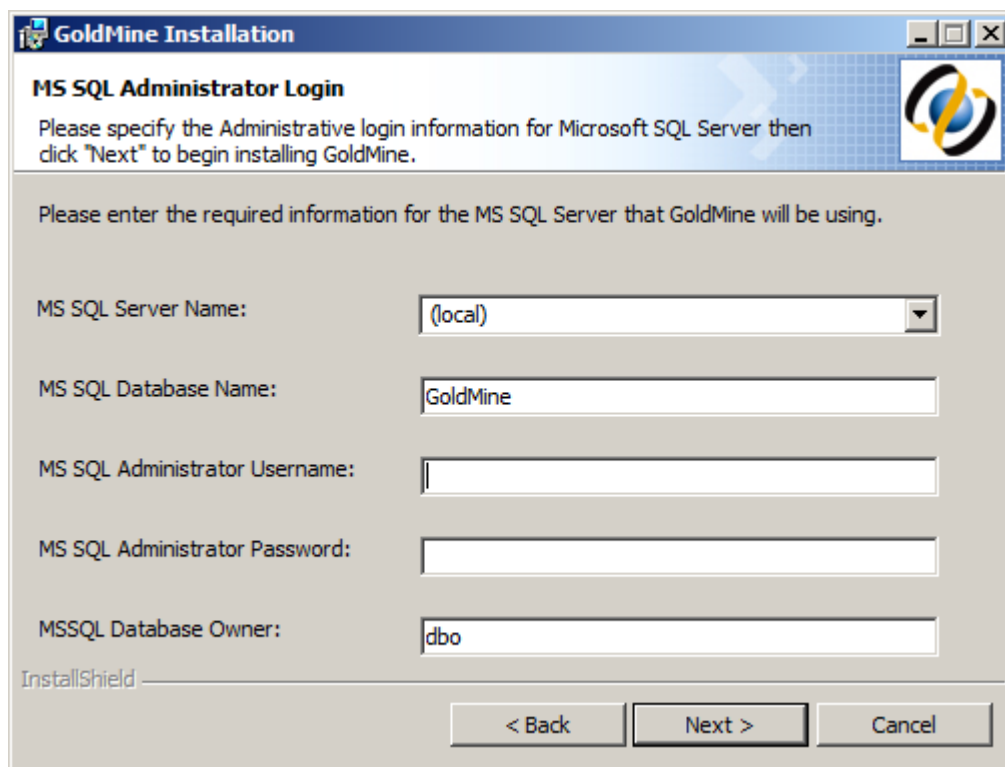 GoldMine Installation
MS SQL Administrator Login
Please specify the Administrative login information for Microsoft SQL Server then
click "Next" to begin installing GoldMine.
Please enter the required information for the MS SQL Server that GoldMine will be using.
MS SQL Server Name: (local)
MS SQL Database Name: GoldMine
MS SQL Administrator Username:
MS SQL Administrator Password:
MSSQL Database Owner: dbo
InstallShield
< Back Next > Cancel